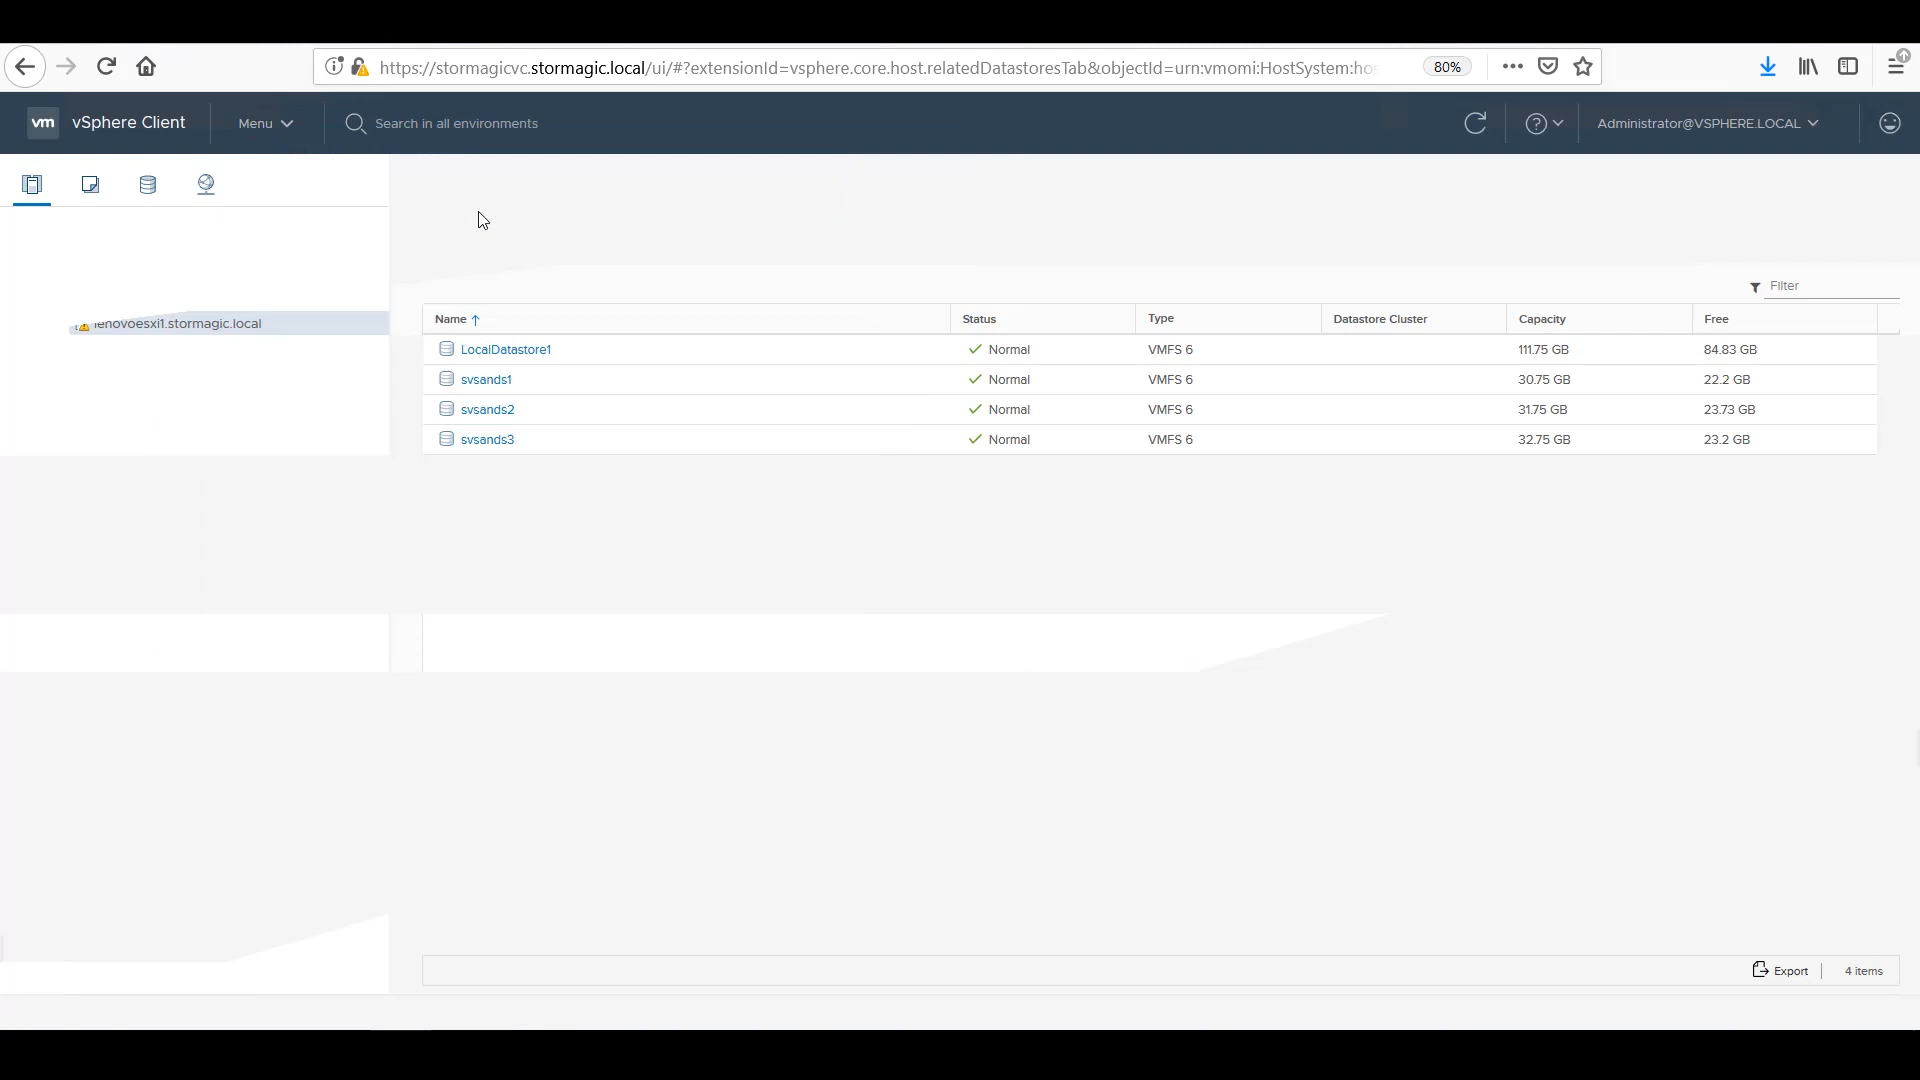 https://stormagicvc.stormagic.local/ui/#?extensionId=vsphere.core.host.relatedDatastoresTab&objectId=urn:vmomi:HostSystem:ho
80%
vm vSphere Client Menu Search in all environments Administrator@VSPHERE.LOCAL
lenovoesxi1.stormagic.local
Filter
Name Status Type Datastore Cluster Capacity Free
LocalDatastore1 Normal VMFS 6 111.75 GB 84.83 GB
svsands1 Normal VMFS 6 30.75 GB 22.2 GB
svsands2 Normal VMFS 6 31.75 GB 23.73 GB
svsands3 Normal VMFS 6 32.75 GB 23.2 GB
Export 4 items